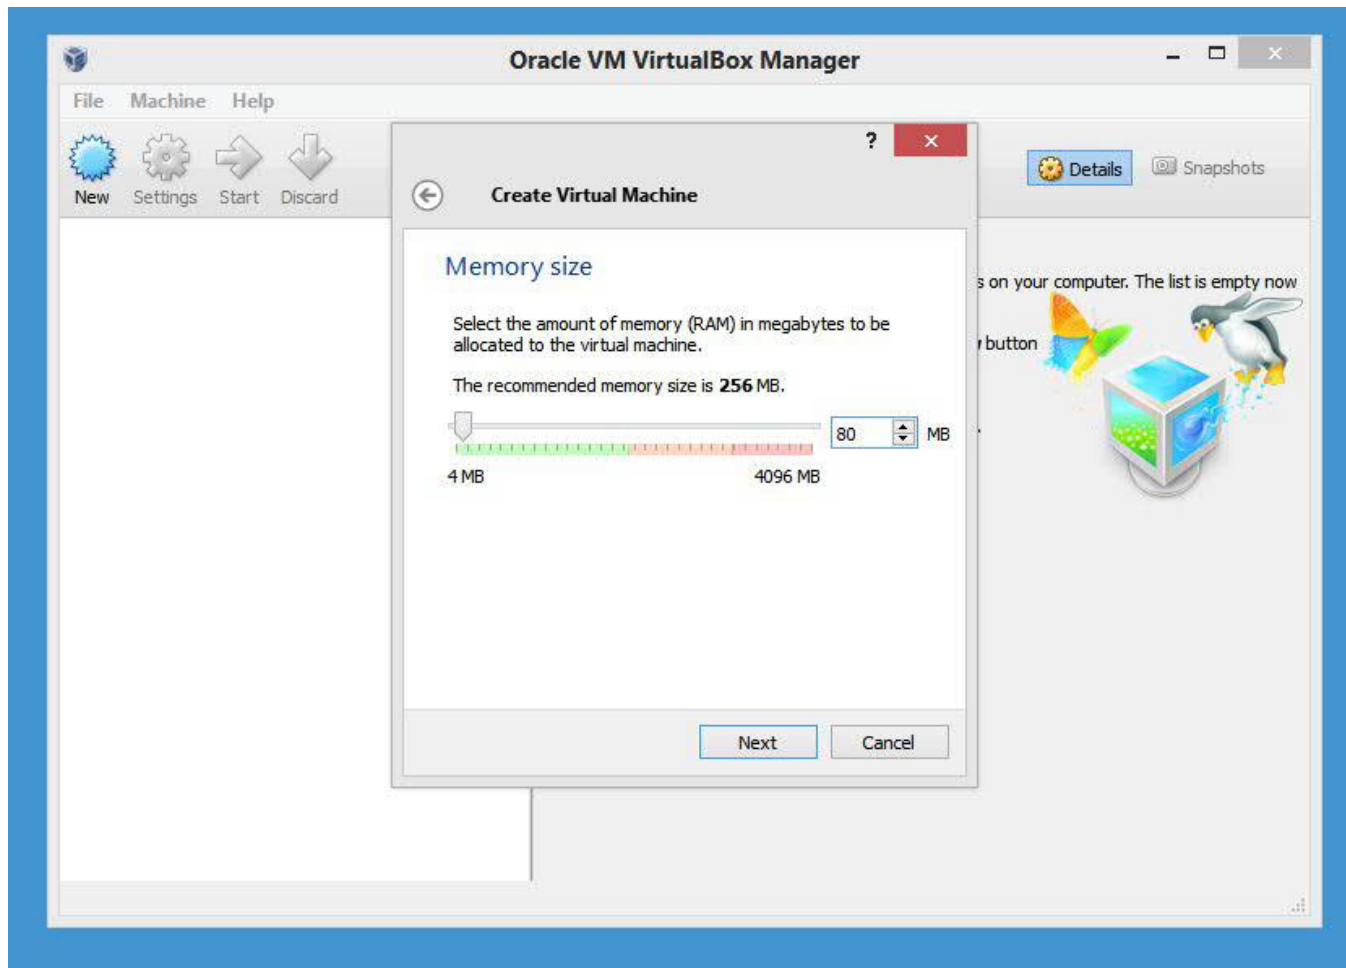 Oracle VM VirtualBox Manager
File Machine Help
New Settings Start Discard
Details Snapshots
? ×
Create Virtual Machine
Memory size
Select the amount of memory (RAM) in megabytes to be
allocated to the virtual machine.
The recommended memory size is 256 MB.
80 MB
4 MB 4096 MB
Next Cancel
s on your computer. The list is empty now
button